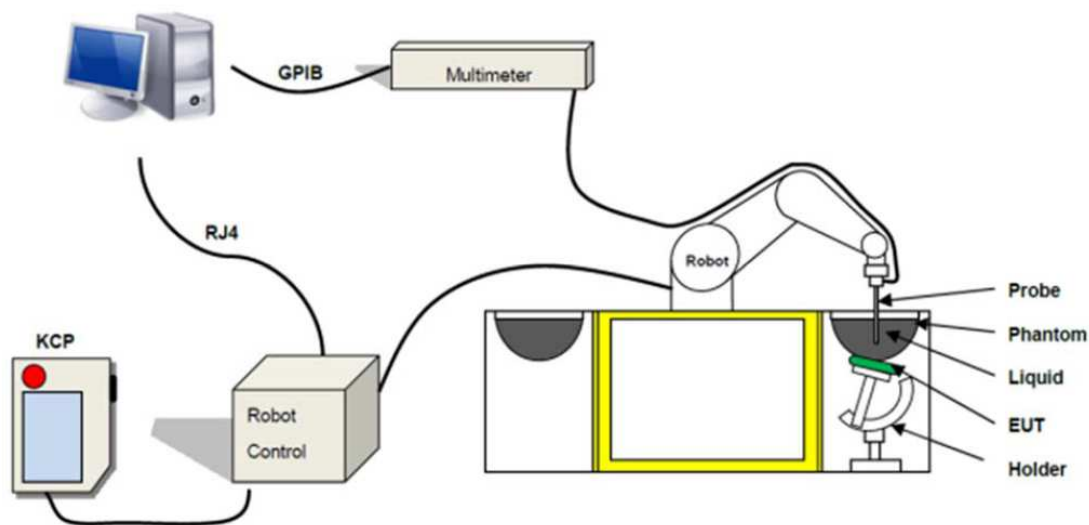 GPIB
Multimeter
RJ4
Robot
KCP
Robot
Control
Probe
Phantom
Liquid
EUT
Holder